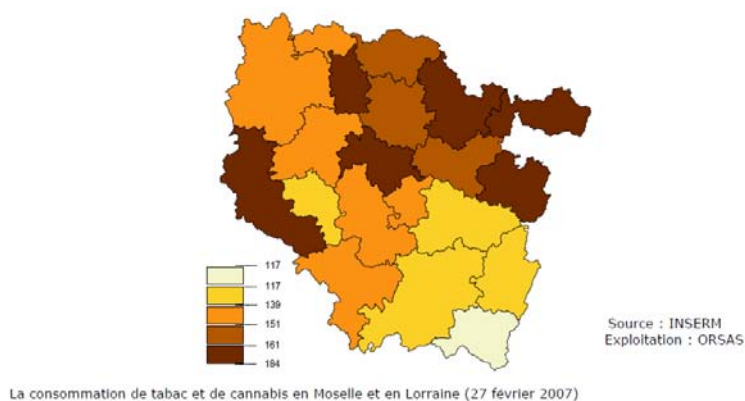 117
117
139
151
161
184
Source : INSERM
Exploitation : ORSAS
La consommation de tabac et de cannabis en Moselle et en Lorraine (27 février 2007)